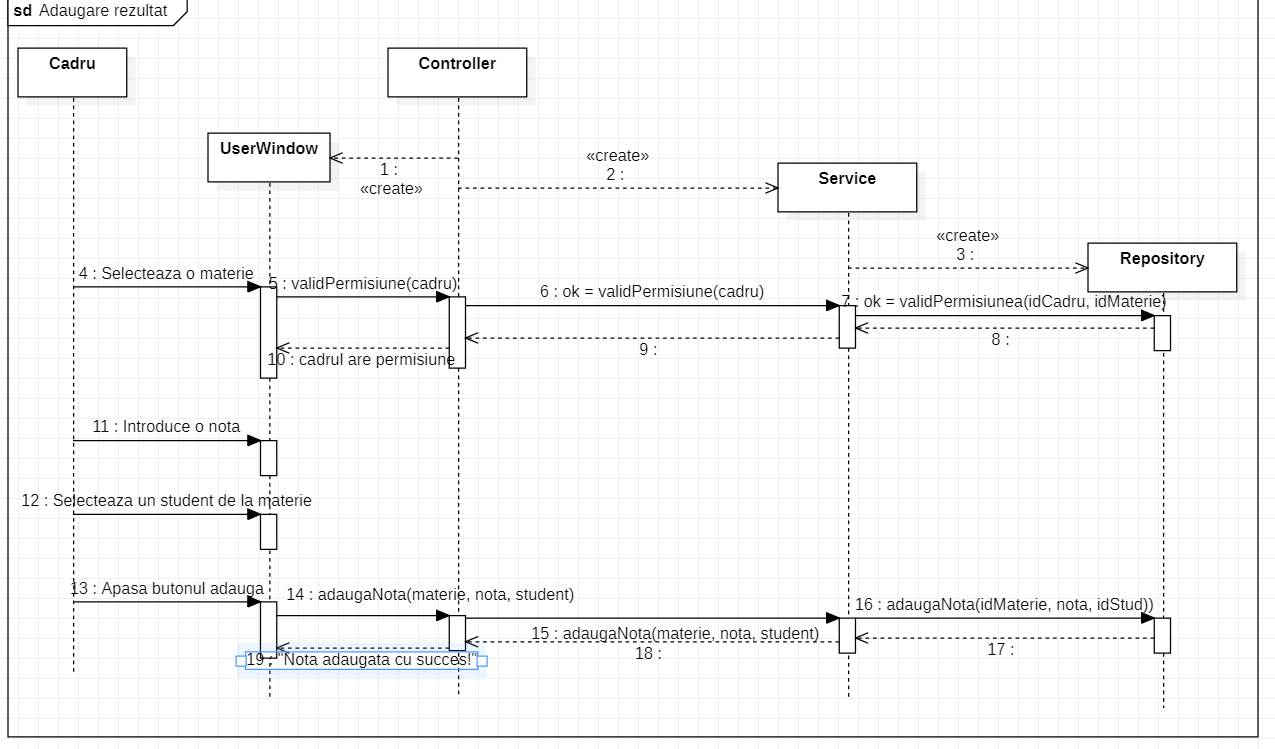 sd Adaugare rezultat
Cadru
Controller
UserWindow
1 :
«create»
«create»
2 :
Service
«create»
3 :
Repository
4 : Selecteaza o materie
5 : validPermisiune(cadru)
6 : ok = validPermisiune(cadru)
7 : ok = validPermisiunea(idCadru, idMaterie)
8 :
9 :
10 : cadrul are permisiune
11 : Introduce o nota
12 : Selecteaza un student de la materie
13 : Apasa butonul adauga
14 : adaugaNota(materie, nota, student)
15 : adaugaNota(materie, nota, student)
16 : adaugaNota(idMaterie, nota, idStud))
17 :
18 :
19 : "Nota adaugata cu succes!"